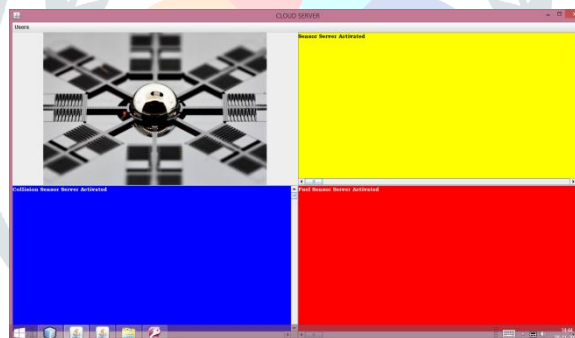 CLOUD SERVER
Users
Sensor Server Activated
Collision Sensor Server Activated
Fuel Sensor Server Activated